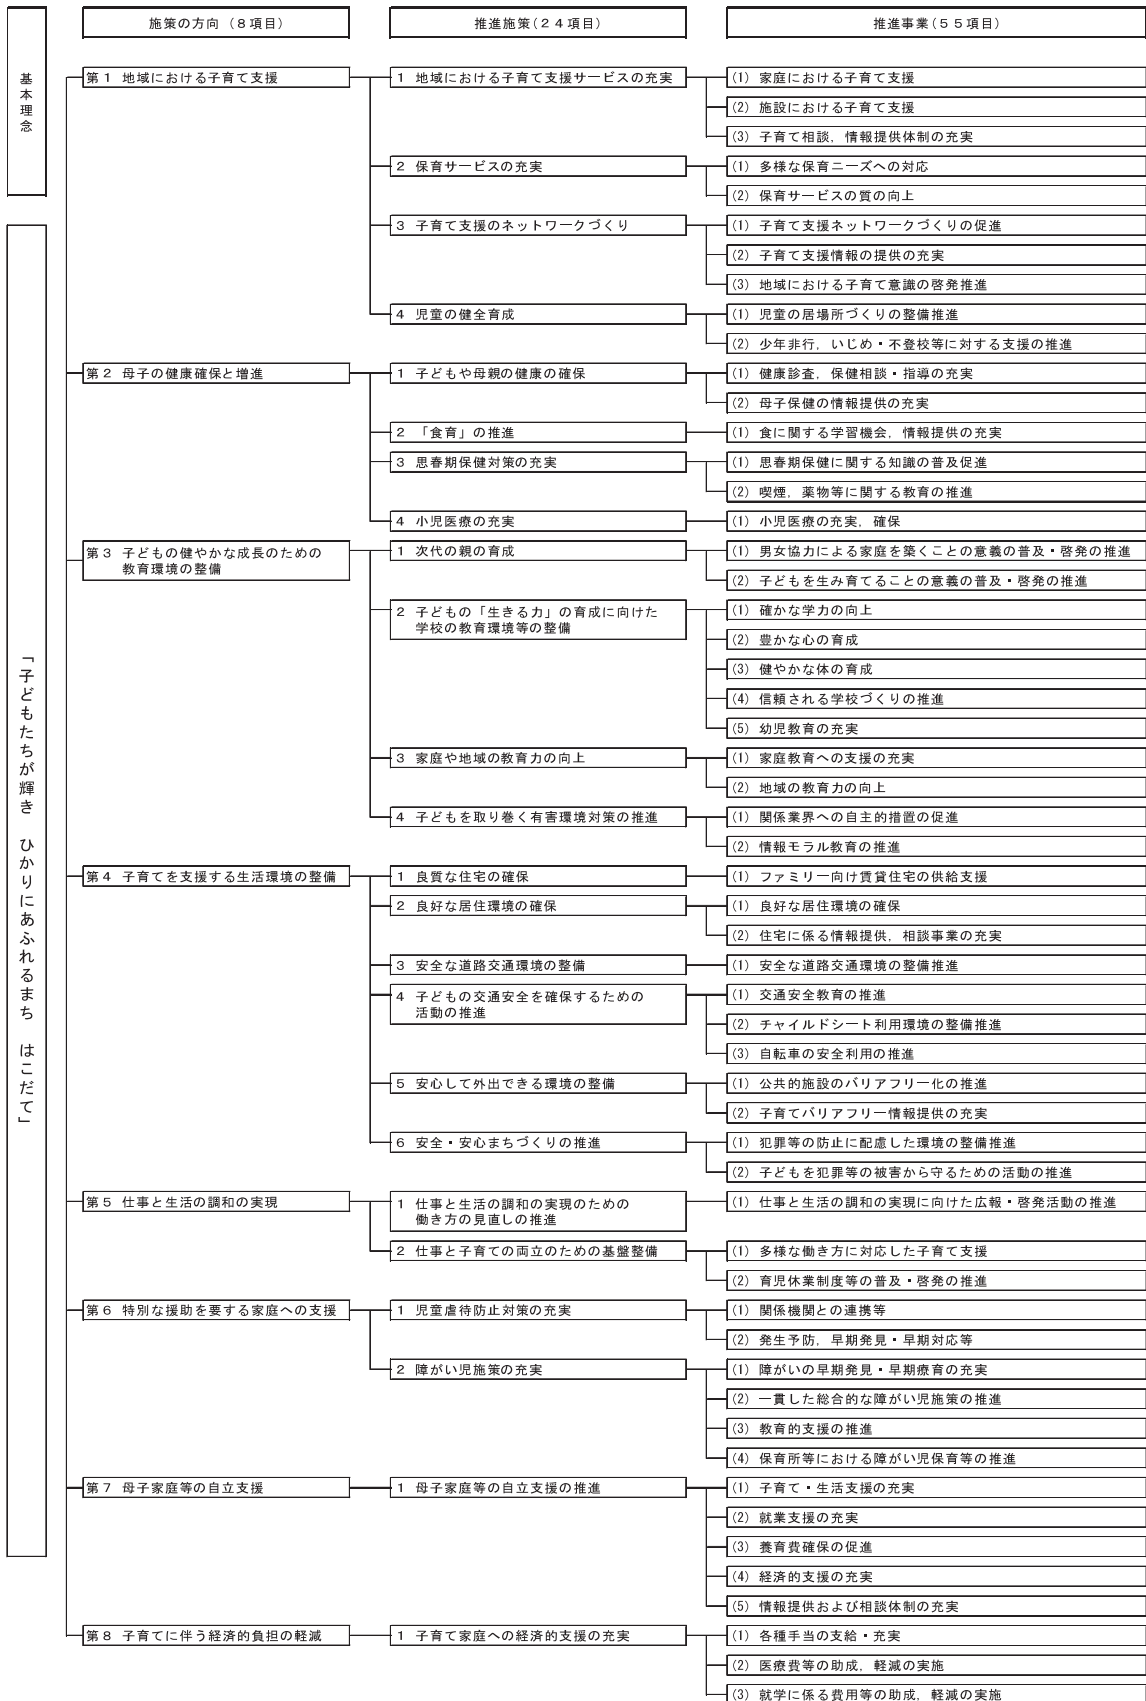 施策の方向（8項目）
推進施策（24項目）
推進事業（55項目）
基本理念
「子どもたちが輝き　ひかりにあふれるまち　はこだて」
第1 地域における子育て支援
1 地域における子育て支援サービスの充実
(1) 家庭における子育て支援
(2) 施設における子育て支援
(3) 子育て相談，情報提供体制の充実
2 保育サービスの充実
(1) 多様な保育ニーズへの対応
(2) 保育サービスの質の向上
3 子育て支援のネットワークづくり
(1) 子育て支援ネットワークづくりの促進
(2) 子育て支援情報の提供の充実
(3) 地域における子育て意識の啓発推進
4 児童の健全育成
(1) 児童の居場所づくりの整備推進
(2) 少年非行，いじめ・不登校等に対する支援の推進
第2 母子の健康確保と増進
1 子どもや母親の健康の確保
(1) 健康診査，保健相談・指導の充実
(2) 母子保健の情報提供の充実
2 「食育」の推進
(1) 食に関する学習機会，情報提供の充実
3 思春期保健対策の充実
(1) 思春期保健に関する知識の普及促進
(2) 喫煙，薬物等に関する教育の推進
4 小児医療の充実
(1) 小児医療の充実，確保
第3 子どもの健やかな成長のための
教育環境の整備
1 次代の親の育成
(1) 男女協力による家庭を築くことの意義の普及・啓発の推進
(2) 子どもを生み育てることの意義の普及・啓発の推進
2 子どもの「生きる力」の育成に向けた
学校の教育環境等の整備
(1) 確かな学力の向上
(2) 豊かな心の育成
(3) 健やかな体の育成
(4) 信頼される学校づくりの推進
(5) 幼児教育の充実
3 家庭や地域の教育力の向上
(1) 家庭教育への支援の充実
(2) 地域の教育力の向上
4 子どもを取り巻く有害環境対策の推進
(1) 関係業界への自主的措置の促進
(2) 情報モラル教育の推進
第4 子育てを支援する生活環境の整備
1 良質な住宅の確保
(1) ファミリー向け賃貸住宅の供給支援
2 良好な居住環境の確保
(1) 良好な居住環境の確保
(2) 住宅に係る情報提供，相談事業の充実
3 安全な道路交通環境の整備
(1) 安全な道路交通環境の整備推進
4 子どもの交通安全を確保するための
活動の推進
(1) 交通安全教育の推進
(2) チャイルドシート利用環境の整備推進
(3) 自転車の安全利用の推進
5 安心して外出できる環境の整備
(1) 公共的施設のバリアフリー化の推進
(2) 子育てバリアフリー情報提供の充実
6 安全・安心まちづくりの推進
(1) 犯罪等の防止に配慮した環境の整備推進
(2) 子どもを犯罪等の被害から守るための活動の推進
第5 仕事と生活の調和の実現
1 仕事と生活の調和の実現のための
働き方の見直しの推進
(1) 仕事と生活の調和の実現に向けた広報・啓発活動の推進
2 仕事と子育ての両立のための基盤整備
(1) 多様な働き方に対応した子育て支援
(2) 育児休業制度等の普及・啓発の推進
第6 特別な援助を要する家庭への支援
1 児童虐待防止対策の充実
(1) 関係機関との連携等
(2) 発生予防，早期発見・早期対応等
2 障がい児施策の充実
(1) 障がいの早期発見・早期療育の充実
(2) 一貫した総合的な障がい児施策の推進
(3) 教育的支援の推進
(4) 保育所等における障がい児保育等の推進
第7 母子家庭等の自立支援
1 母子家庭等の自立支援の推進
(1) 子育て・生活支援の充実
(2) 就業支援の充実
(3) 養育費確保の促進
(4) 経済的支援の充実
(5) 情報提供および相談体制の充実
第8 子育てに伴う経済的負担の軽減
1 子育て家庭への経済的支援の充実
(1) 各種手当の支給・充実
(2) 医療費等の助成，軽減の実施
(3) 就学に係る費用等の助成，軽減の実施